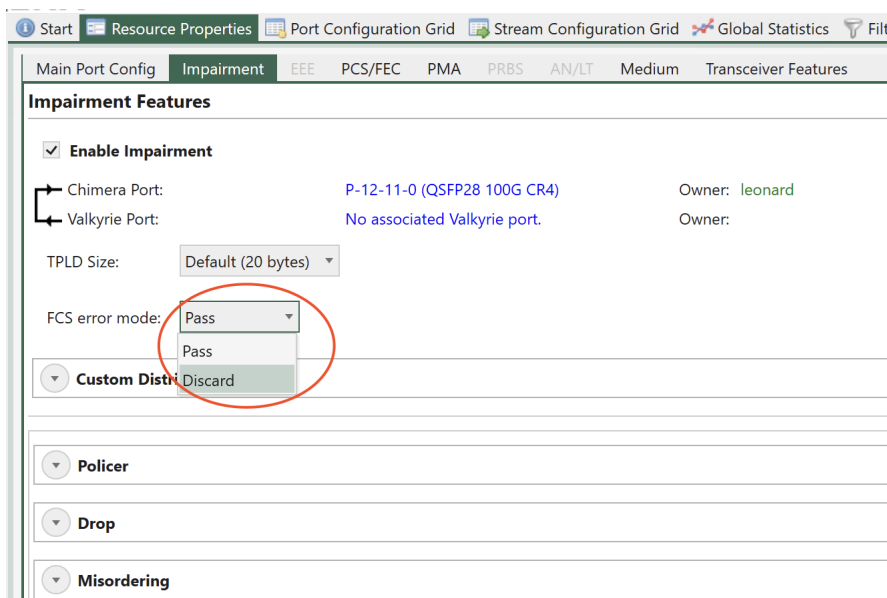 Start Resource Properties Port Configuration Grid Stream Configuration Grid Global Statistics Filt
Main Port Config Impairment EEE PCS/FEC PMA PRBS AN/LT Medium Transceiver Features
Impairment Features
Enable Impairment
Chimera Port: P-12-11-0 (QSFP28 100G CR4) Owner: leonard
Valkyrie Port: No associated Valkyrie port. Owner:
TPLD Size: Default (20 bytes)
FCS error mode: Pass
Pass
Custom Distri Discard
Policer
Drop
Misordering